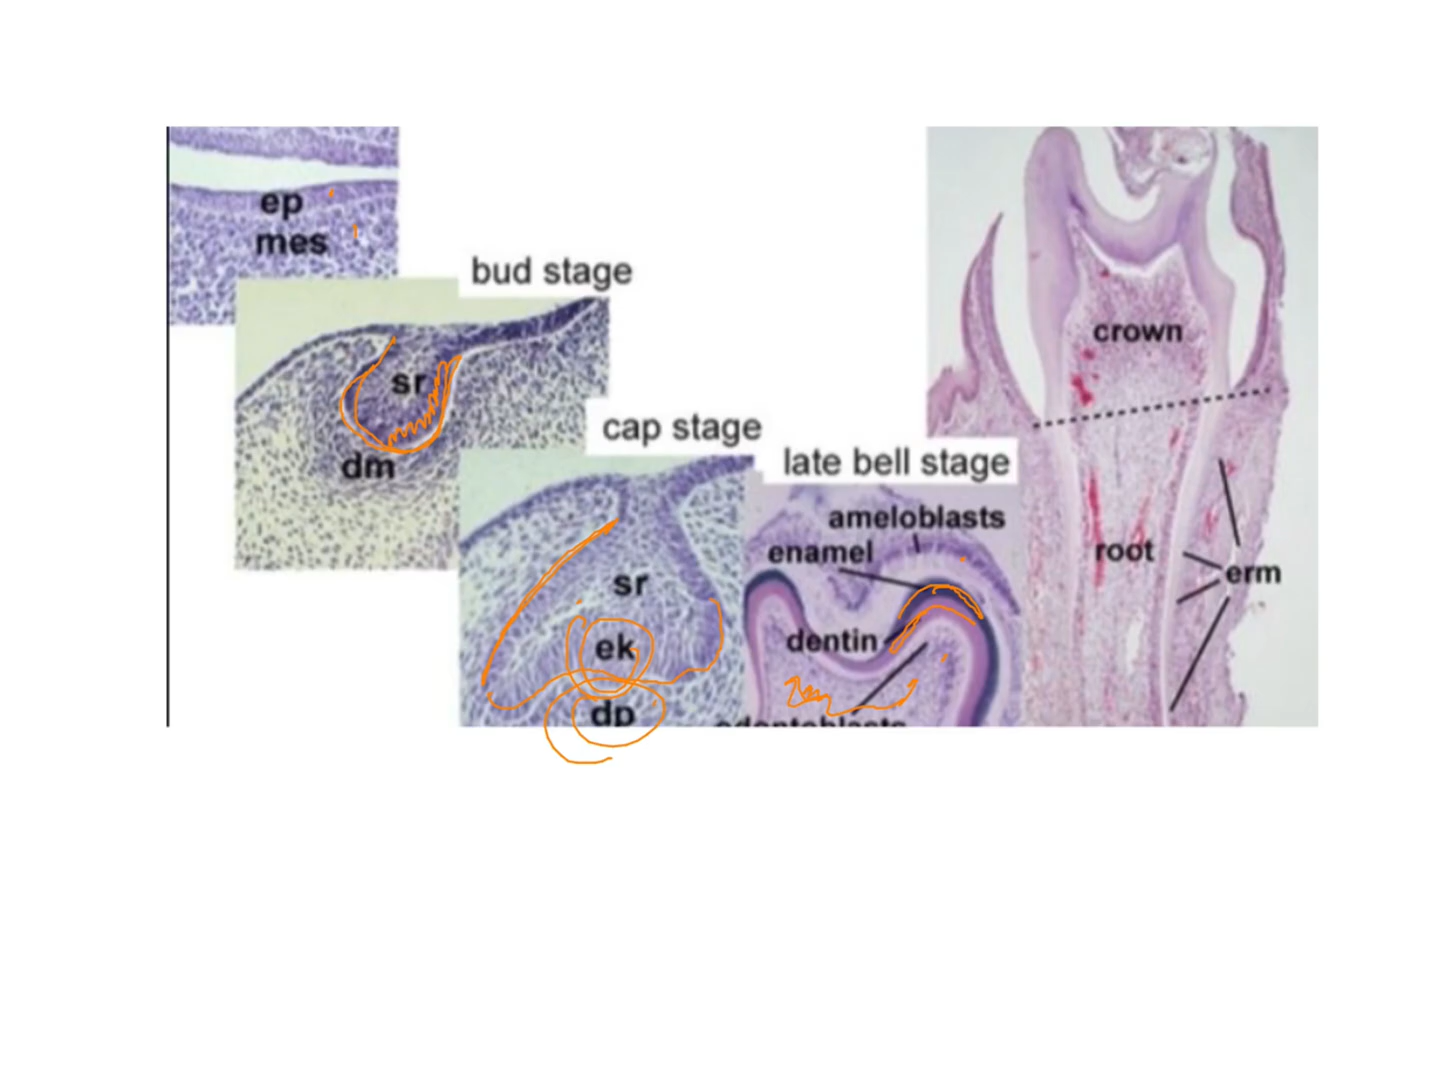 ep
mes
bud stage
sr
dm
cap stage
sr
ek
dp
late bell stage
ameloblasts
enamel
dentin
odontoblasts
crown
root
erm